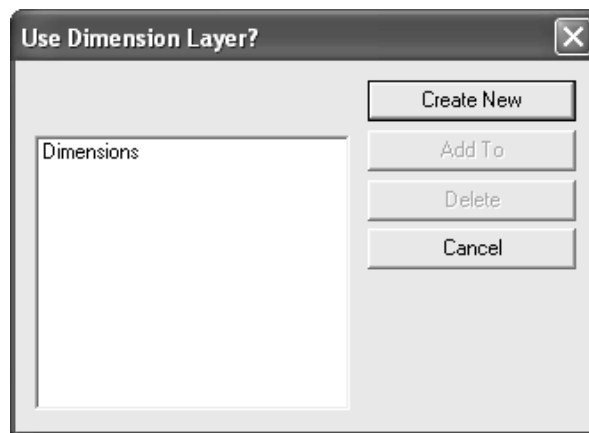 Use Dimension Layer?
Create New
Dimensions
Add To
Delete
Cancel